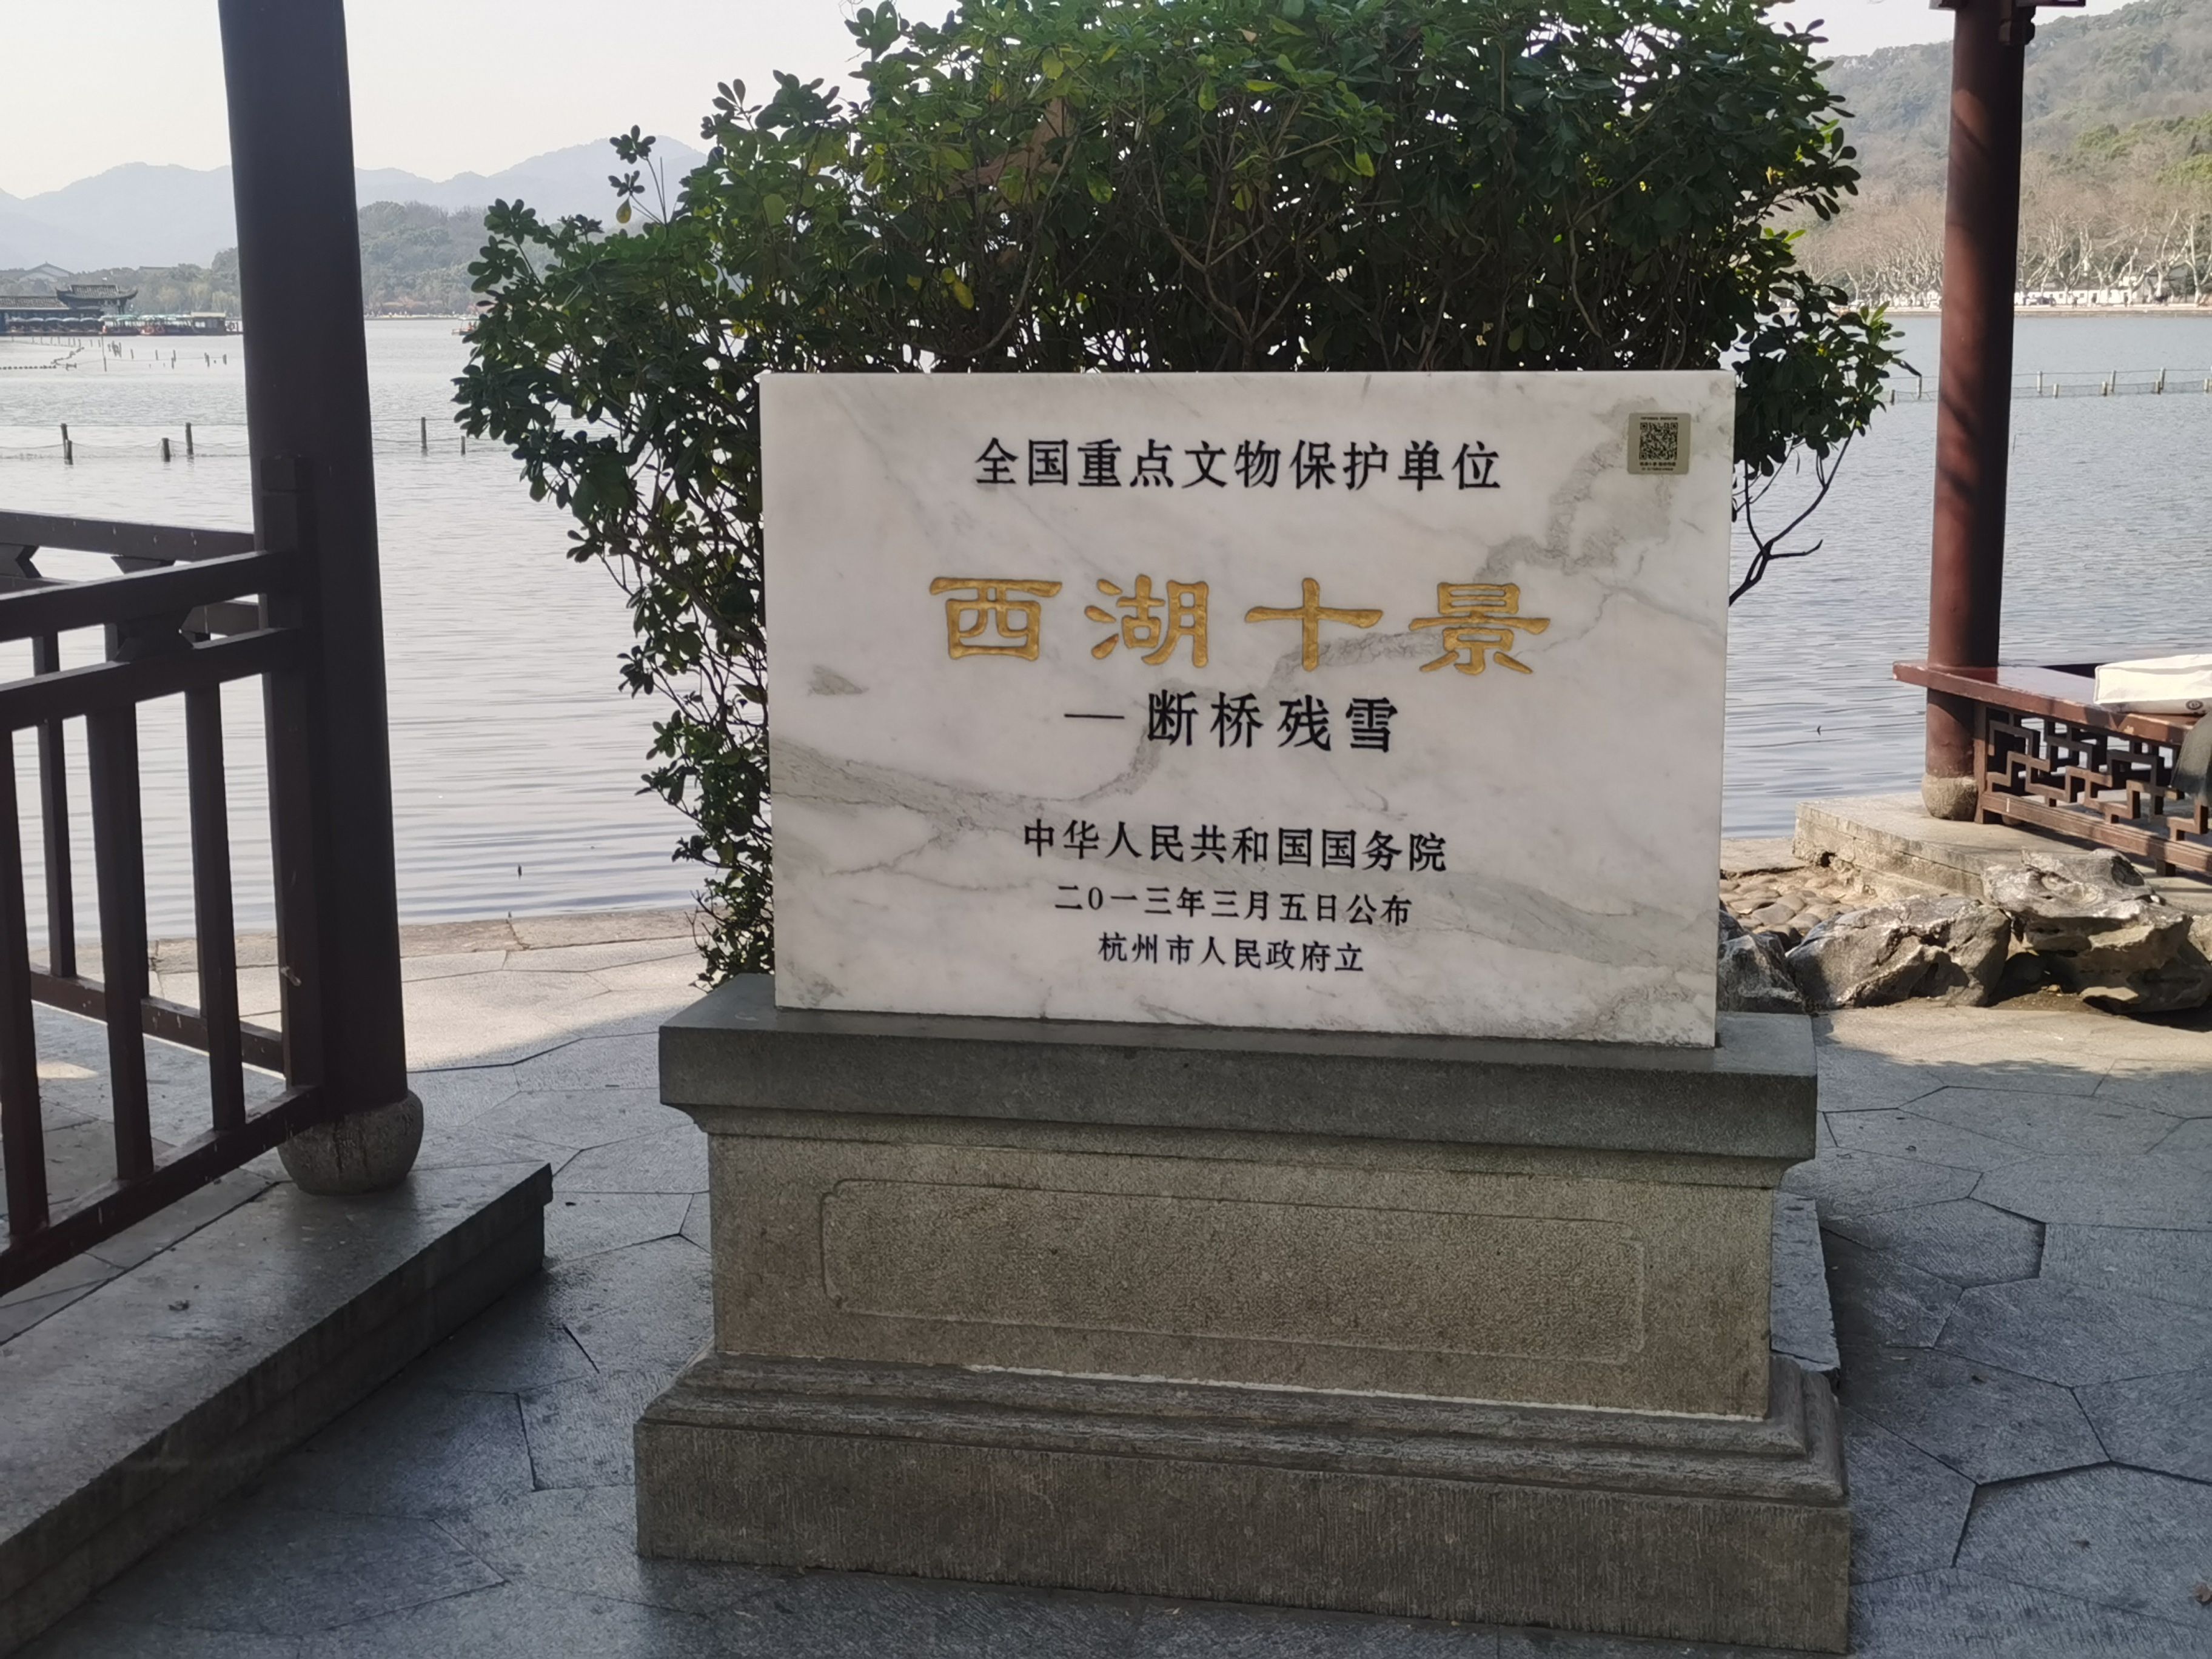 全国重点文物保护单位
西湖十景
—断桥残雪
中华人民共和国国务院
二0一三年三月五日公布
杭州市人民政府立